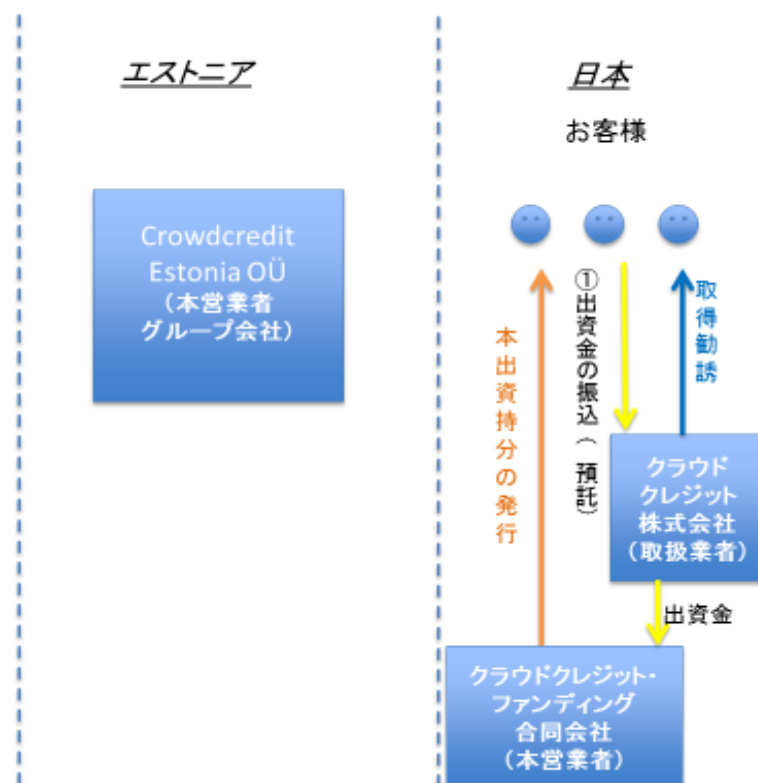 エストニア
日本
お客様
Crowdcredit
Estonia OÜ
(本営業者
グループ会社)
本出資持分の発行
①出資金の振込(預託)
取得勧誘
クラウド
クレジット
株式会社
(取扱業者)
出資金
クラウドクレジット・
ファンディング
合同会社
(本営業者)